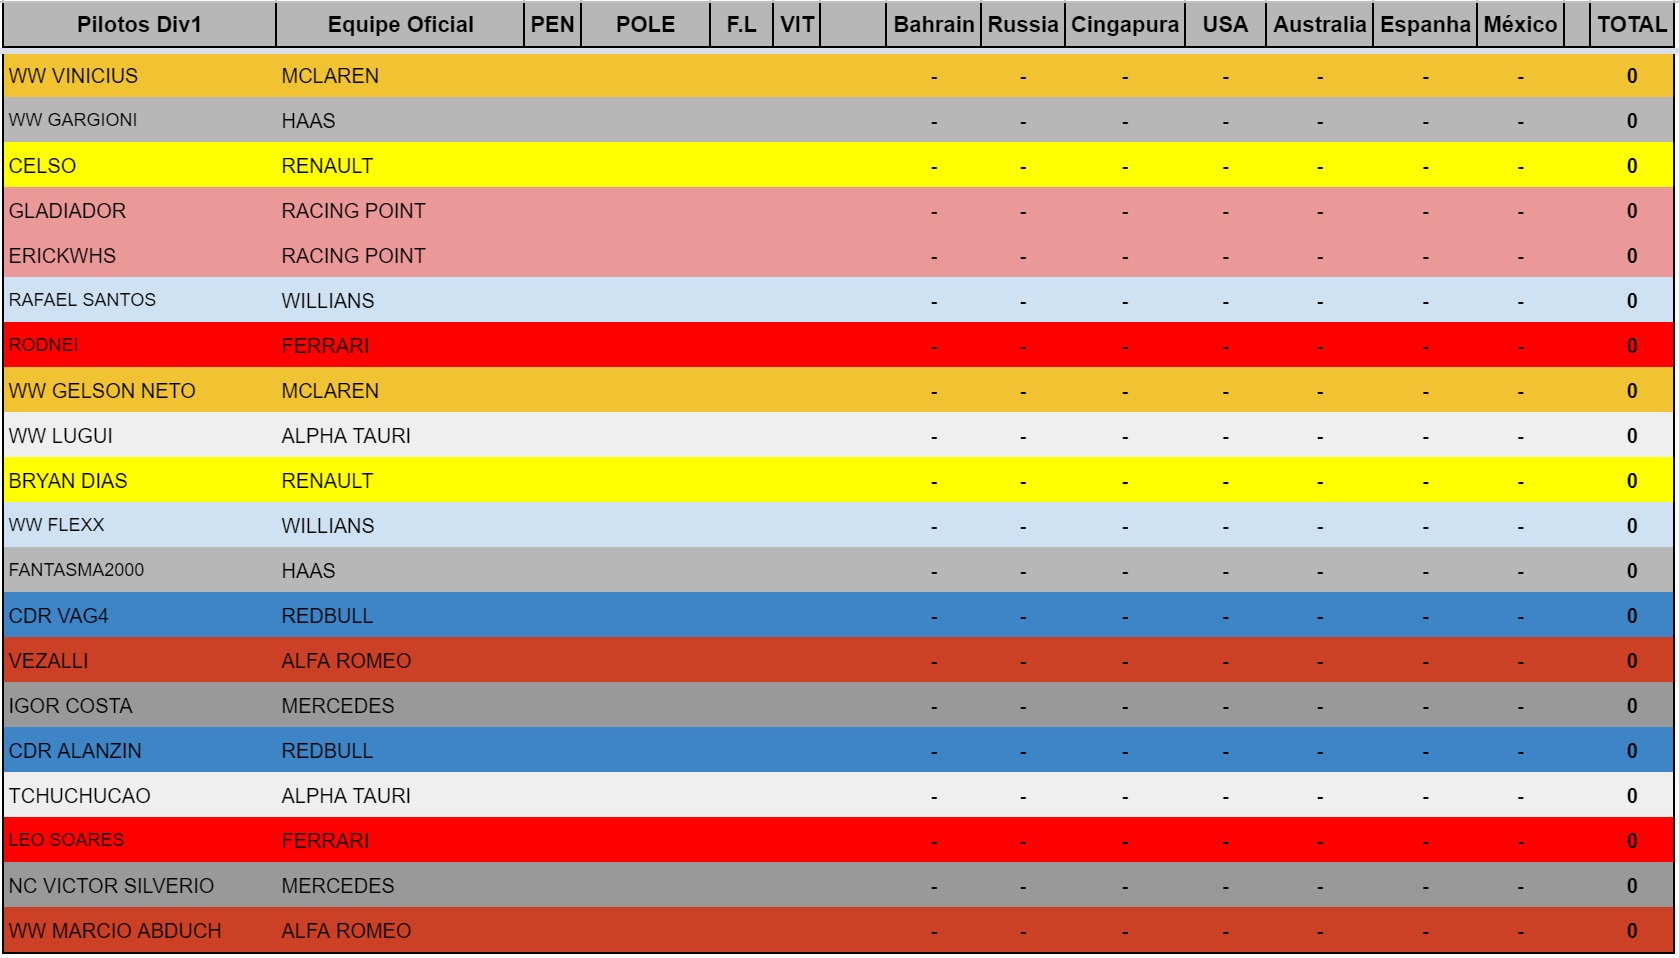 Pilotos Div1 Equipe Oficial PEN POLE F.L VIT Bahrain Russia Cingapura USA Australia Espanha México TOTAL
WW VINICIUS MCLAREN - - - - - - - 0
WW GARGIONI HAAS - - - - - - - 0
CELSO RENAULT - - - - - - - 0
GLADIADOR RACING POINT - - - - - - - 0
ERICKWHS RACING POINT - - - - - - - 0
RAFAEL SANTOS WILLIANS - - - - - - - 0
RODNEI FERRARI - - - - - - - 0
WW GELSON NETO MCLAREN - - - - - - - 0
WW LUGUI ALPHA TAURI - - - - - - - 0
BRYAN DIAS RENAULT - - - - - - - 0
WW FLEXX WILLIANS - - - - - - - 0
FANTASMA2000 HAAS - - - - - - - 0
CDR VAG4 REDBULL - - - - - - - 0
VEZALLI ALFA ROMEO - - - - - - - 0
IGOR COSTA MERCEDES - - - - - - - 0
CDR ALANZIN REDBULL - - - - - - - 0
TCHUCHUCAO ALPHA TAURI - - - - - - - 0
LEO SOARES FERRARI - - - - - - - 0
NC VICTOR SILVERIO MERCEDES - - - - - - - 0
WW MARCIO ABDUCH ALFA ROMEO - - - - - - - 0